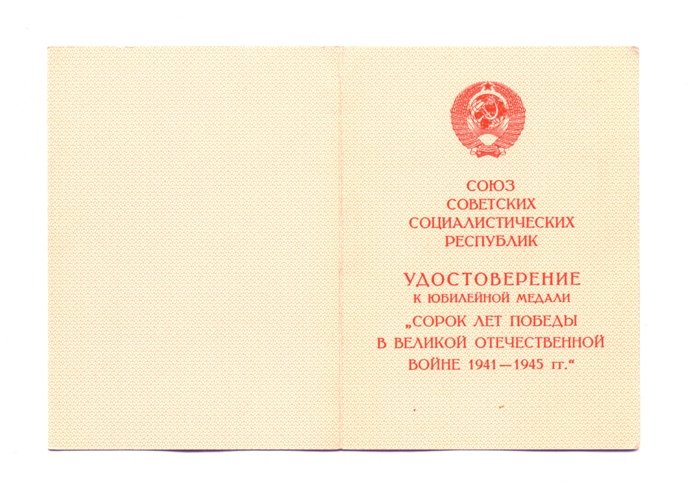 СОЮЗ
СОВЕТСКИХ
СОЦИАЛИСТИЧЕСКИХ
РЕСПУБЛИК
УДОСТОВЕРЕНИЕ
К ЮБИЛЕЙНОЙ МЕДАЛИ
„СОРОК ЛЕТ ПОБЕДЫ
В ВЕЛИКОЙ ОТЕЧЕСТВЕННОЙ
ВОЙНЕ 1941—1945 гг.“